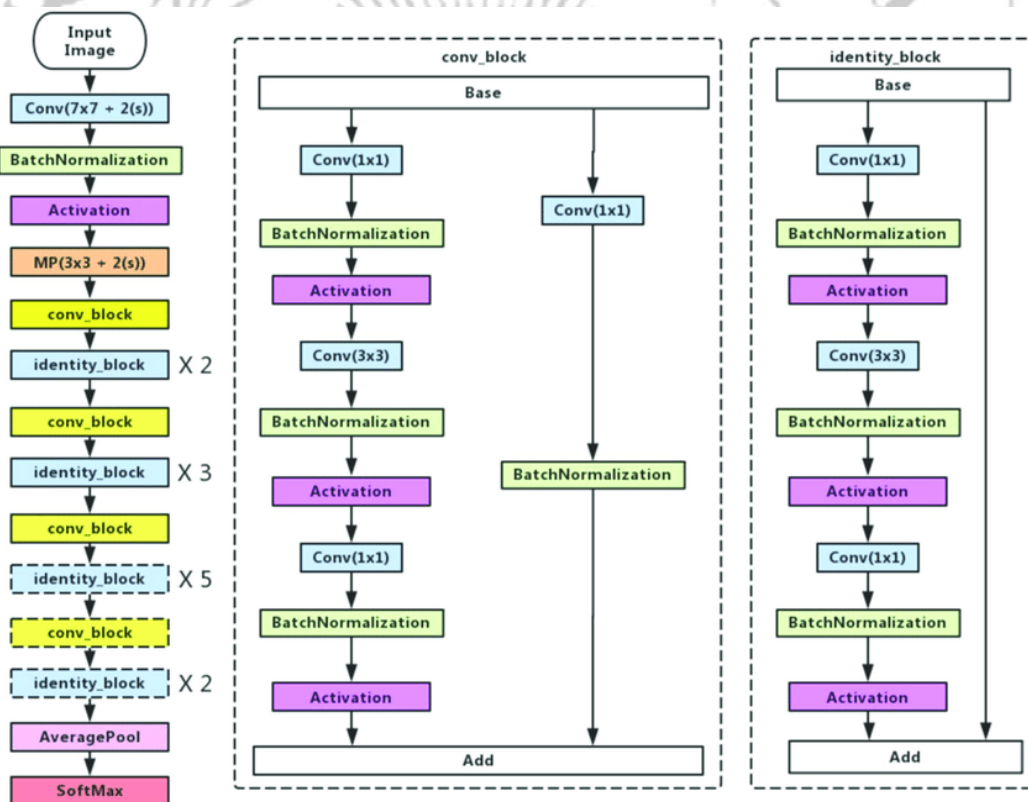 Input
Image
Conv(7x7 + 2(s))
BatchNormalization
Activation
MP(3x3 + 2(s))
conv_block
identity_block X 2
conv_block
identity_block X 3
conv_block
identity_block X 5
conv_block
identity_block X 2
AveragePool
SoftMax
conv_block
Base
Conv(1x1)
BatchNormalization
Activation
Conv(3x3)
BatchNormalization
Activation
Conv(1x1)
BatchNormalization
Activation
Conv(1x1)
BatchNormalization
Add
identity_block
Base
Conv(1x1)
BatchNormalization
Activation
Conv(3x3)
BatchNormalization
Activation
Conv(1x1)
BatchNormalization
Activation
Add